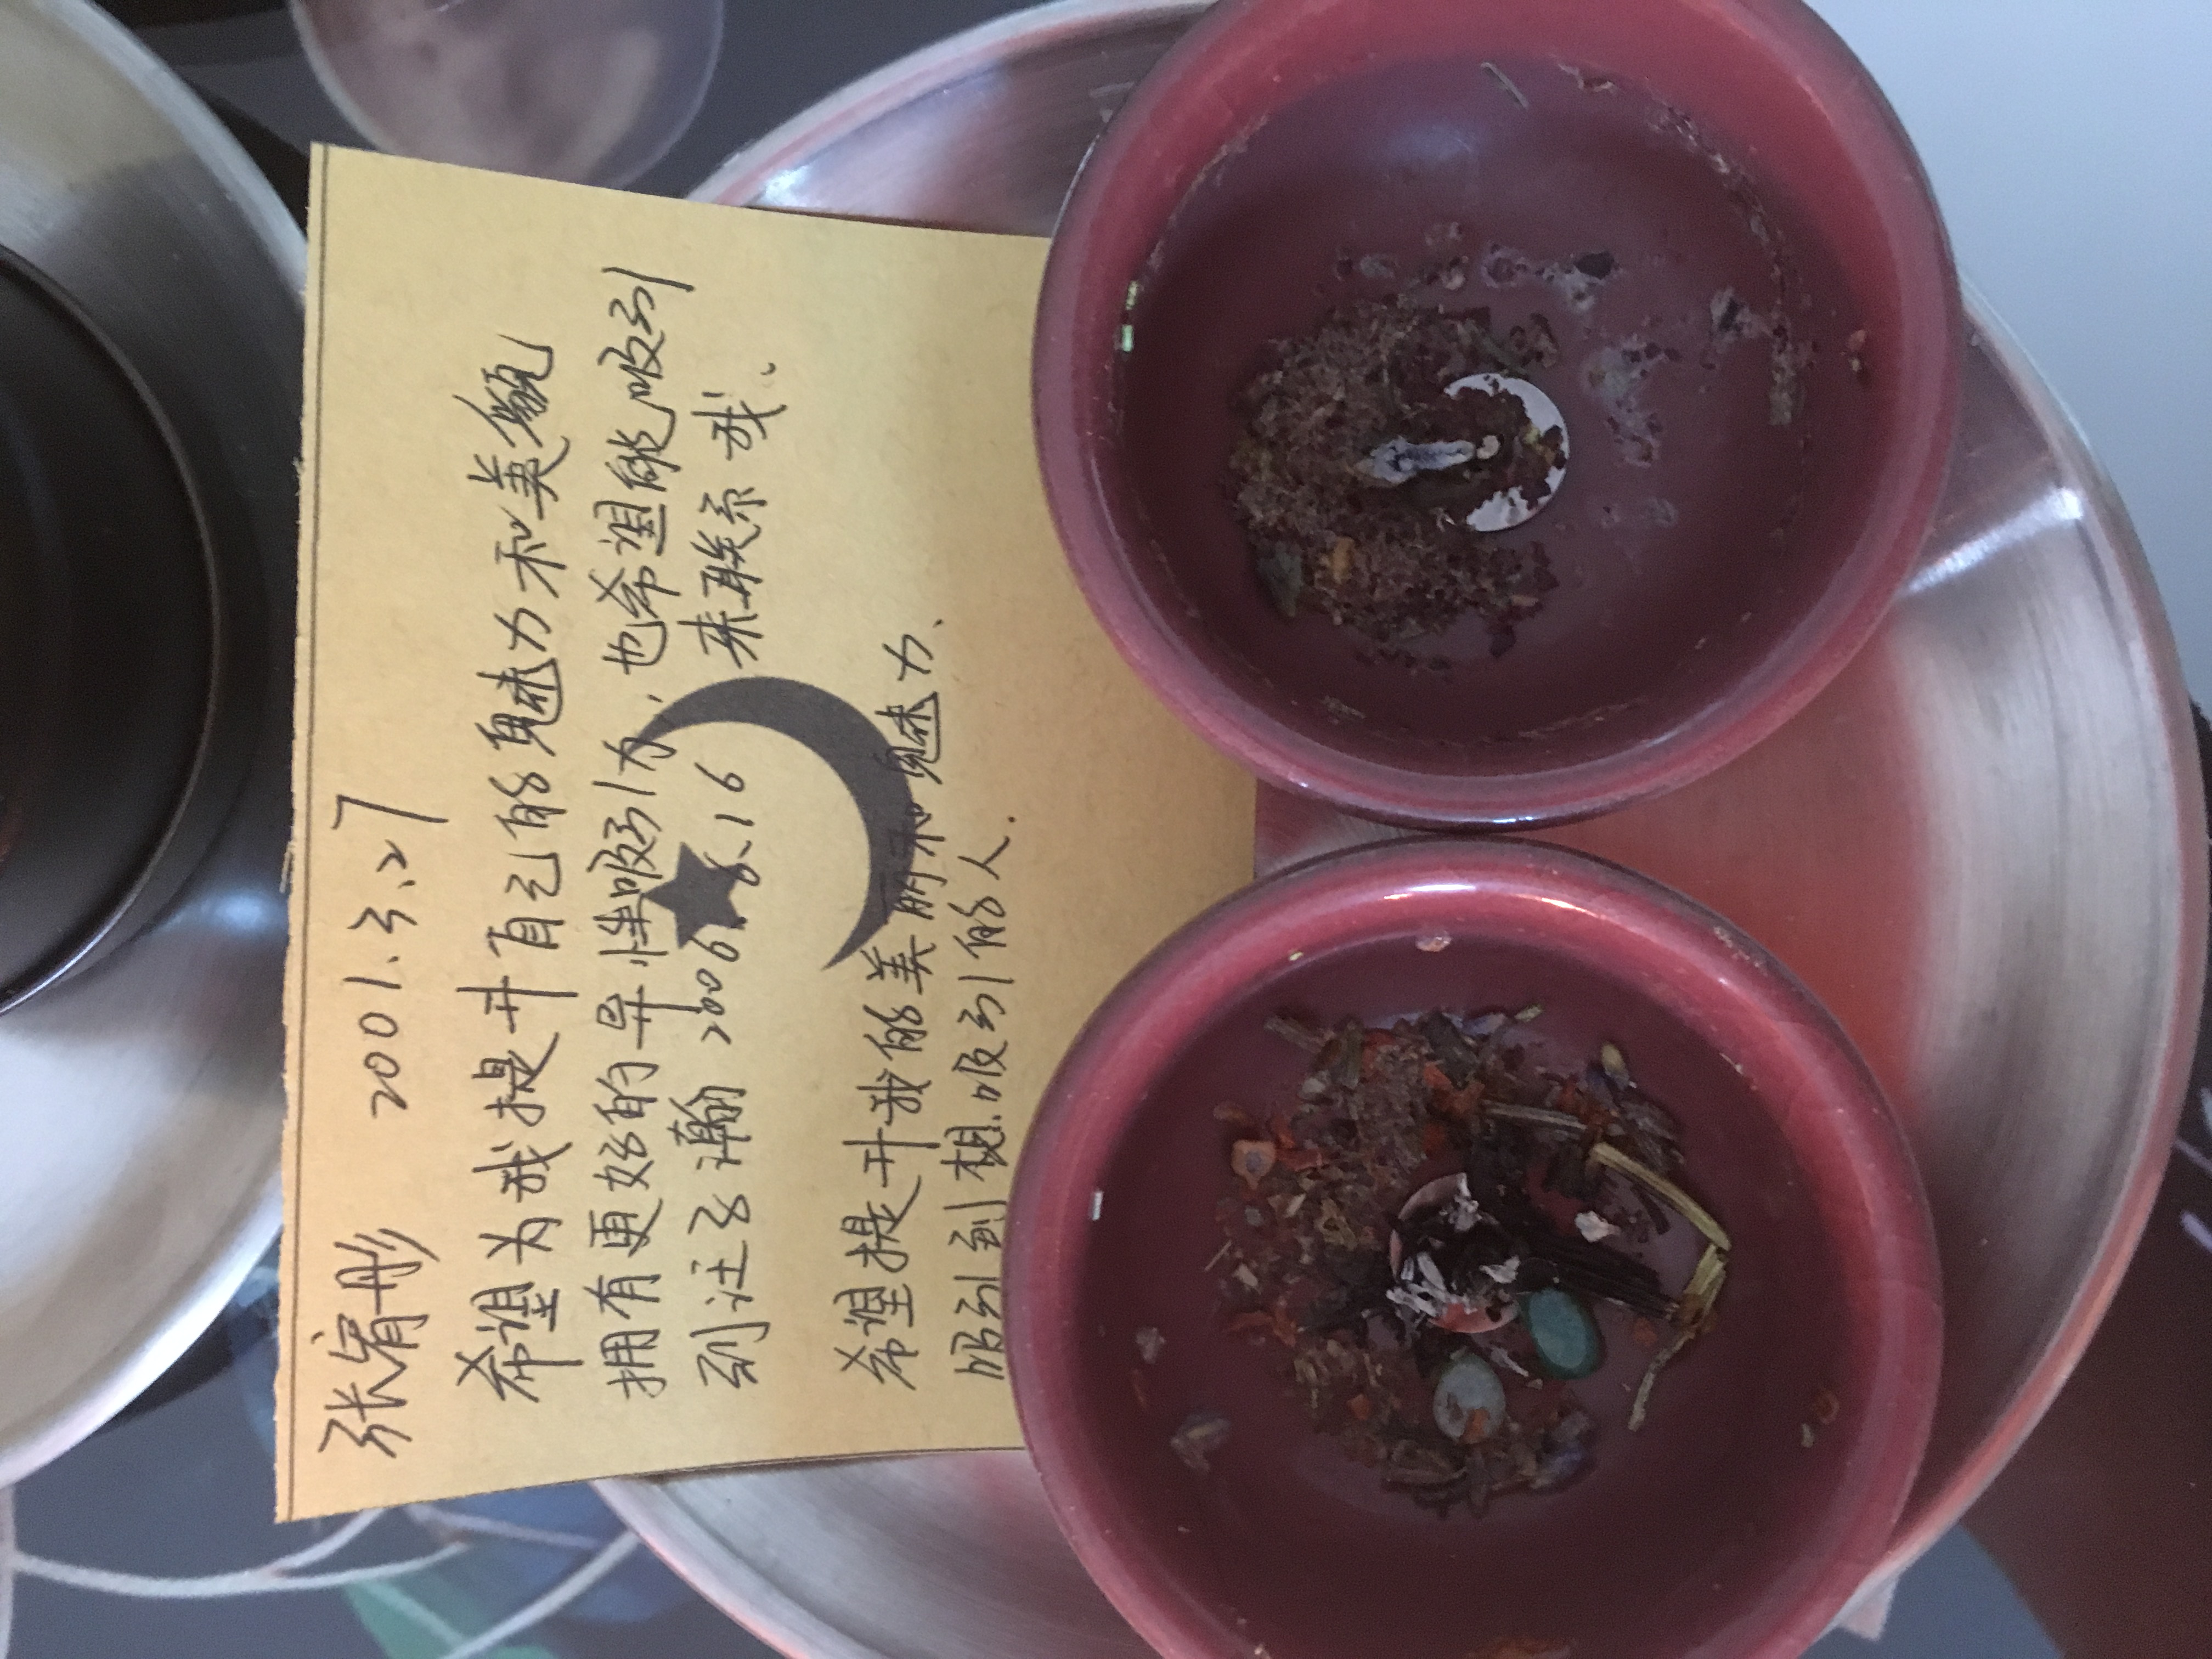 张宥彤 2001.3.27
希望为我提升自己的魅力和美貌
拥有更好的异性吸引力,也希望能吸引
到汪子瀚 2006.6.16 来联系我、
希望提升我的美丽和魅力、
吸引到想吸引的人.